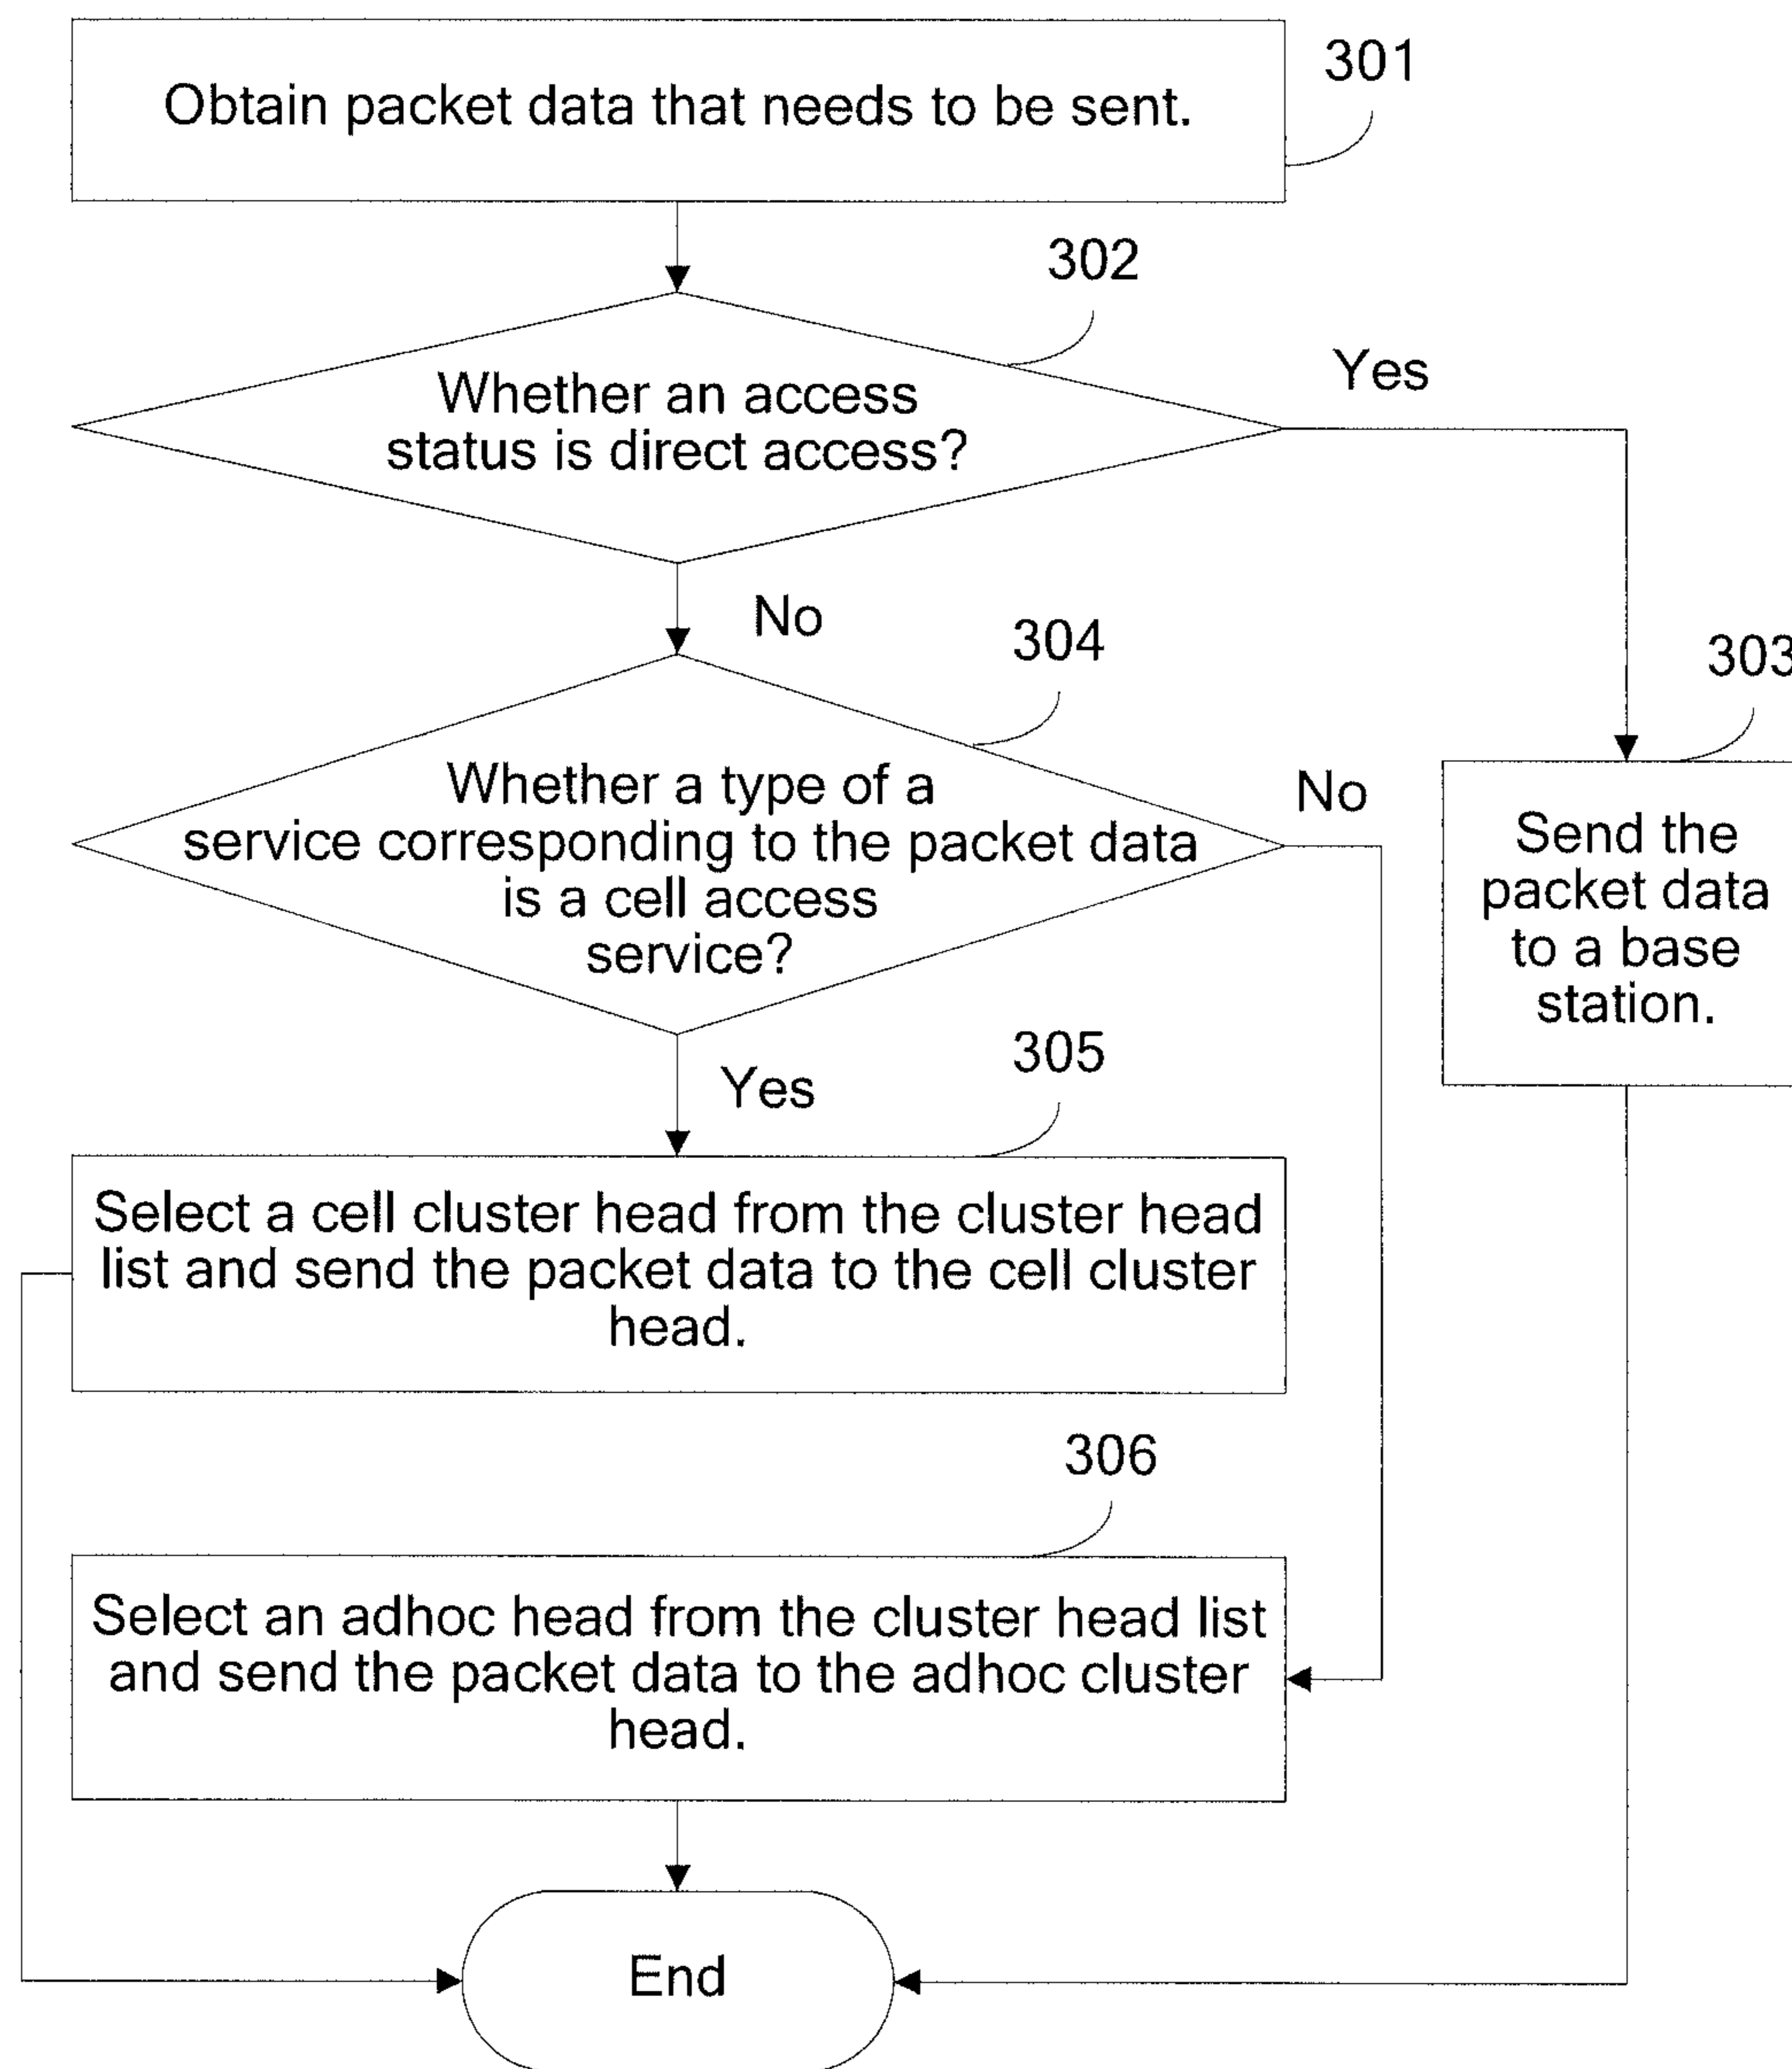 301
Obtain packet data that needs to be sent.
302
Whether an access
status is direct access?
Yes
No
304
303
Whether a type of a
service corresponding to the packet data
is a cell access
service?
No
Send the
packet data
to a base
station.
Yes
305
Select a cell cluster head from the cluster head
list and send the packet data to the cell cluster
head.
306
Select an adhoc head from the cluster head list
and send the packet data to the adhoc cluster
head.
End